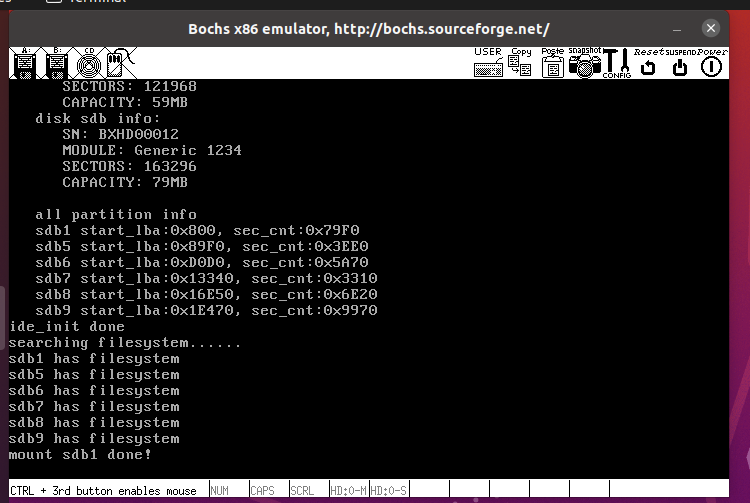 Terminal
Bochs x86 emulator, http://bochs.sourceforge.net/
A: B: CD USER Copy Paste snapshot CONFIG Reset SUSPEND Power
SECTORS: 121968
CAPACITY: 59MB
disk sdb info:
SN: BXHD00012
MODULE: Generic 1234
SECTORS: 163296
CAPACITY: 79MB
all partition info
sdb1 start_lba:0x800, sec_cnt:0x79F0
sdb5 start_lba:0x89F0, sec_cnt:0x3EE0
sdb6 start_lba:0xD0D0, sec_cnt:0x5A70
sdb7 start_lba:0x13340, sec_cnt:0x3310
sdb8 start_lba:0x16E50, sec_cnt:0x6E20
sdb9 start_lba:0x1E470, sec_cnt:0x9970
ide_init done
searching filesystem......
sdb1 has filesystem
sdb5 has filesystem
sdb6 has filesystem
sdb7 has filesystem
sdb8 has filesystem
sdb9 has filesystem
mount sdb1 done!
CTRL + 3rd button enables mouse NUM CAPS SCRL HD:0-M HD:0-S